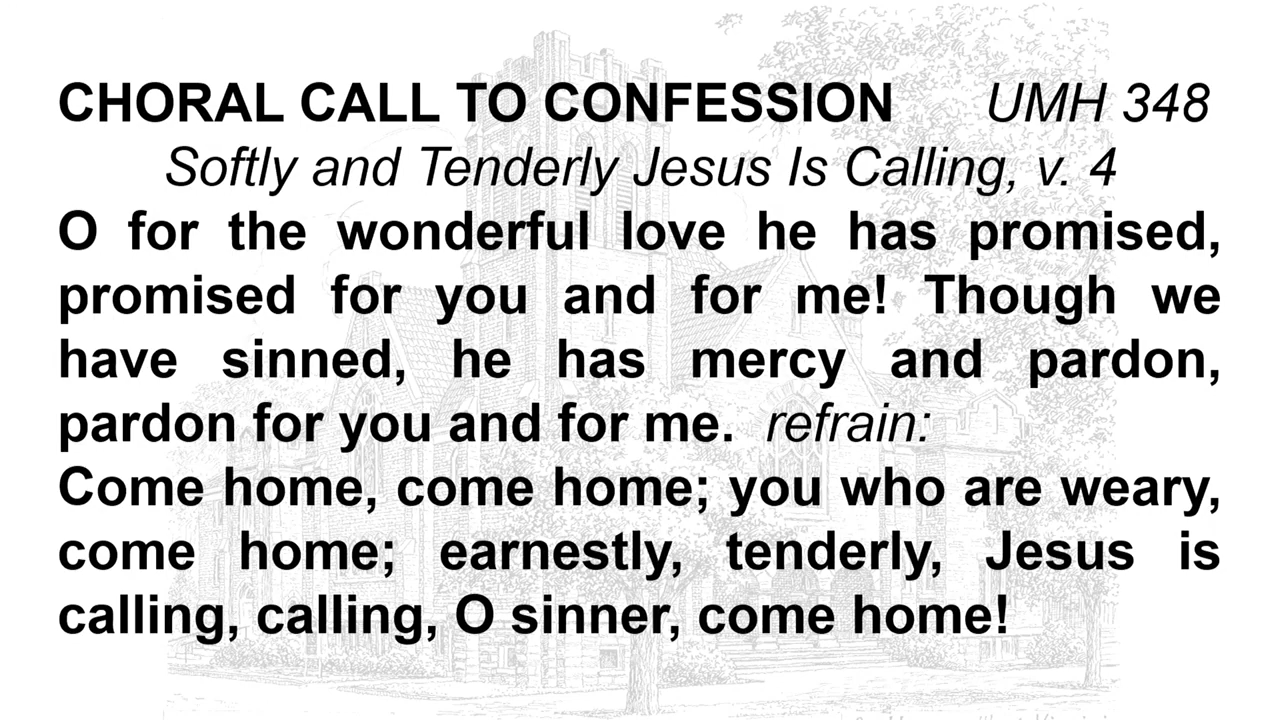 CHORAL CALL TO CONFESSION UMH 348
Softly and Tenderly Jesus Is Calling, v. 4
O for the wonderful love he has promised,
promised for you and for me! Though we
have sinned, he has mercy and pardon,
pardon for you and for me. refrain:
Come home, come home; you who are weary,
come home; earnestly, tenderly, Jesus is
calling, calling, O sinner, come home!